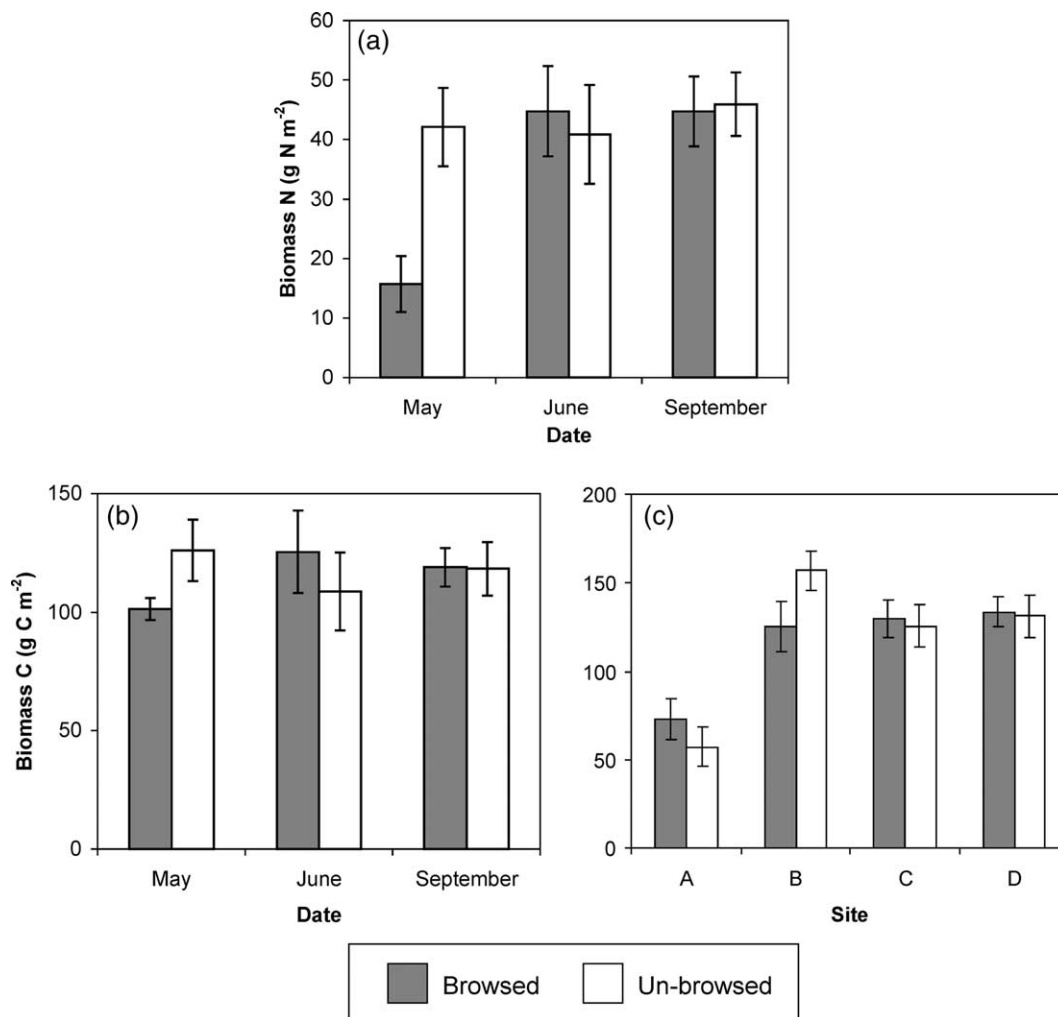 (a)
Biomass N (g N m⁻²)
60
50
40
30
20
10
0
May June September
Date
(b)
Biomass C (g C m⁻²)
150
100
50
0
May June September
Date
(c)
200
150
100
50
0
A B C D
Site
Browsed Un-browsed